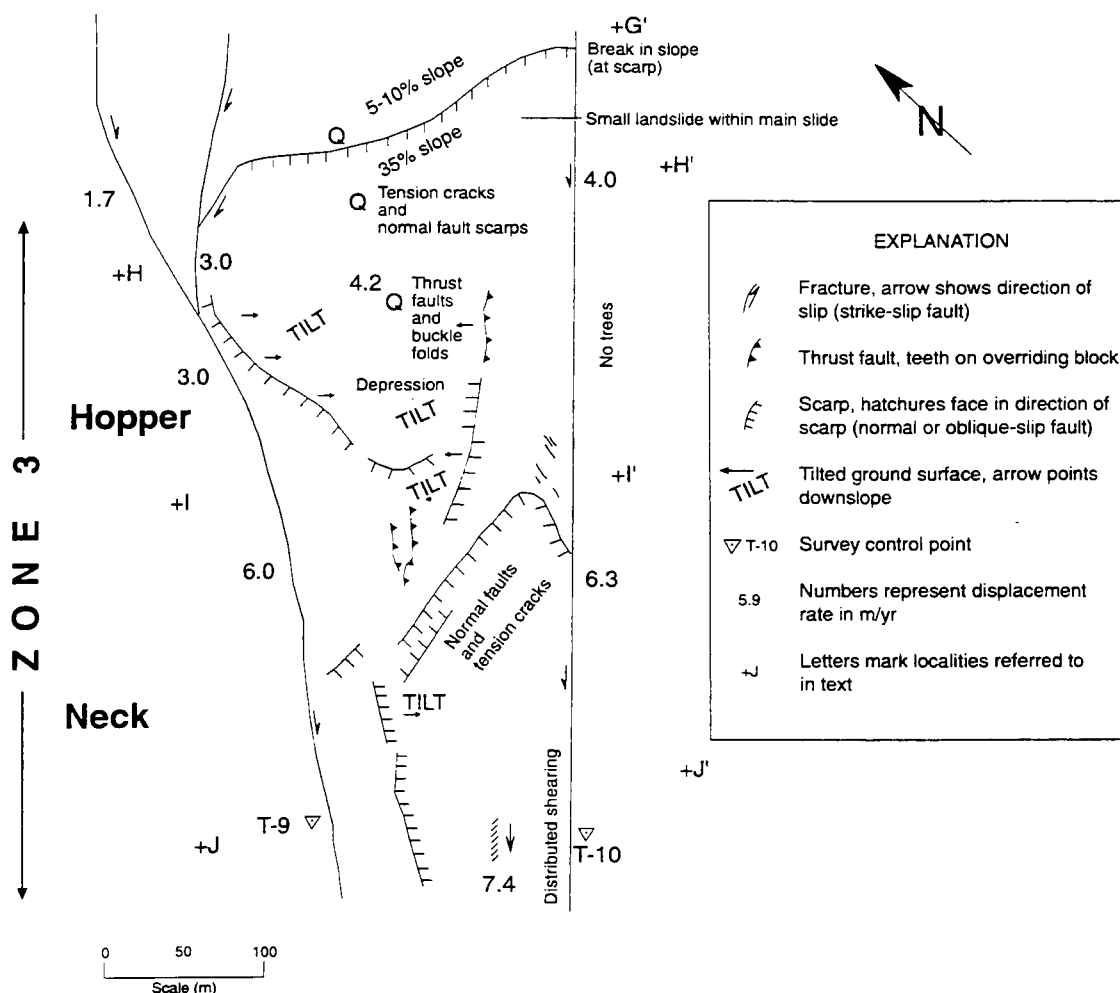 +G'
Break in slope
(at scarp)
5-10% slope
Q
35% slope
Small landslide within main slide
N
+H'
4.0
1.7
Q Tension cracks
and
normal fault scarps
+H
3.0
4.2
Q Thrust
faults
and
buckle
folds
TILT
No trees
3.0
Depression
TILT
Hopper
ZONE 3
TILT
+I
+I'
6.0
6.3
Normal faults
and
tension cracks
TILT
Neck
+J'
T-9
+J
7.4
Distributed shearing
T-10
0 50 100
Scale (m)
EXPLANATION
Fracture, arrow shows direction of
slip (strike-slip fault)
Thrust fault, teeth on overriding block
Scarp, hatchures face in direction of
scarp (normal or oblique-slip fault)
TILT
Tilted ground surface, arrow points
downslope
T-10 Survey control point
5.9
Numbers represent displacement
rate in m/yr
+J
Letters mark localities referred to
in text